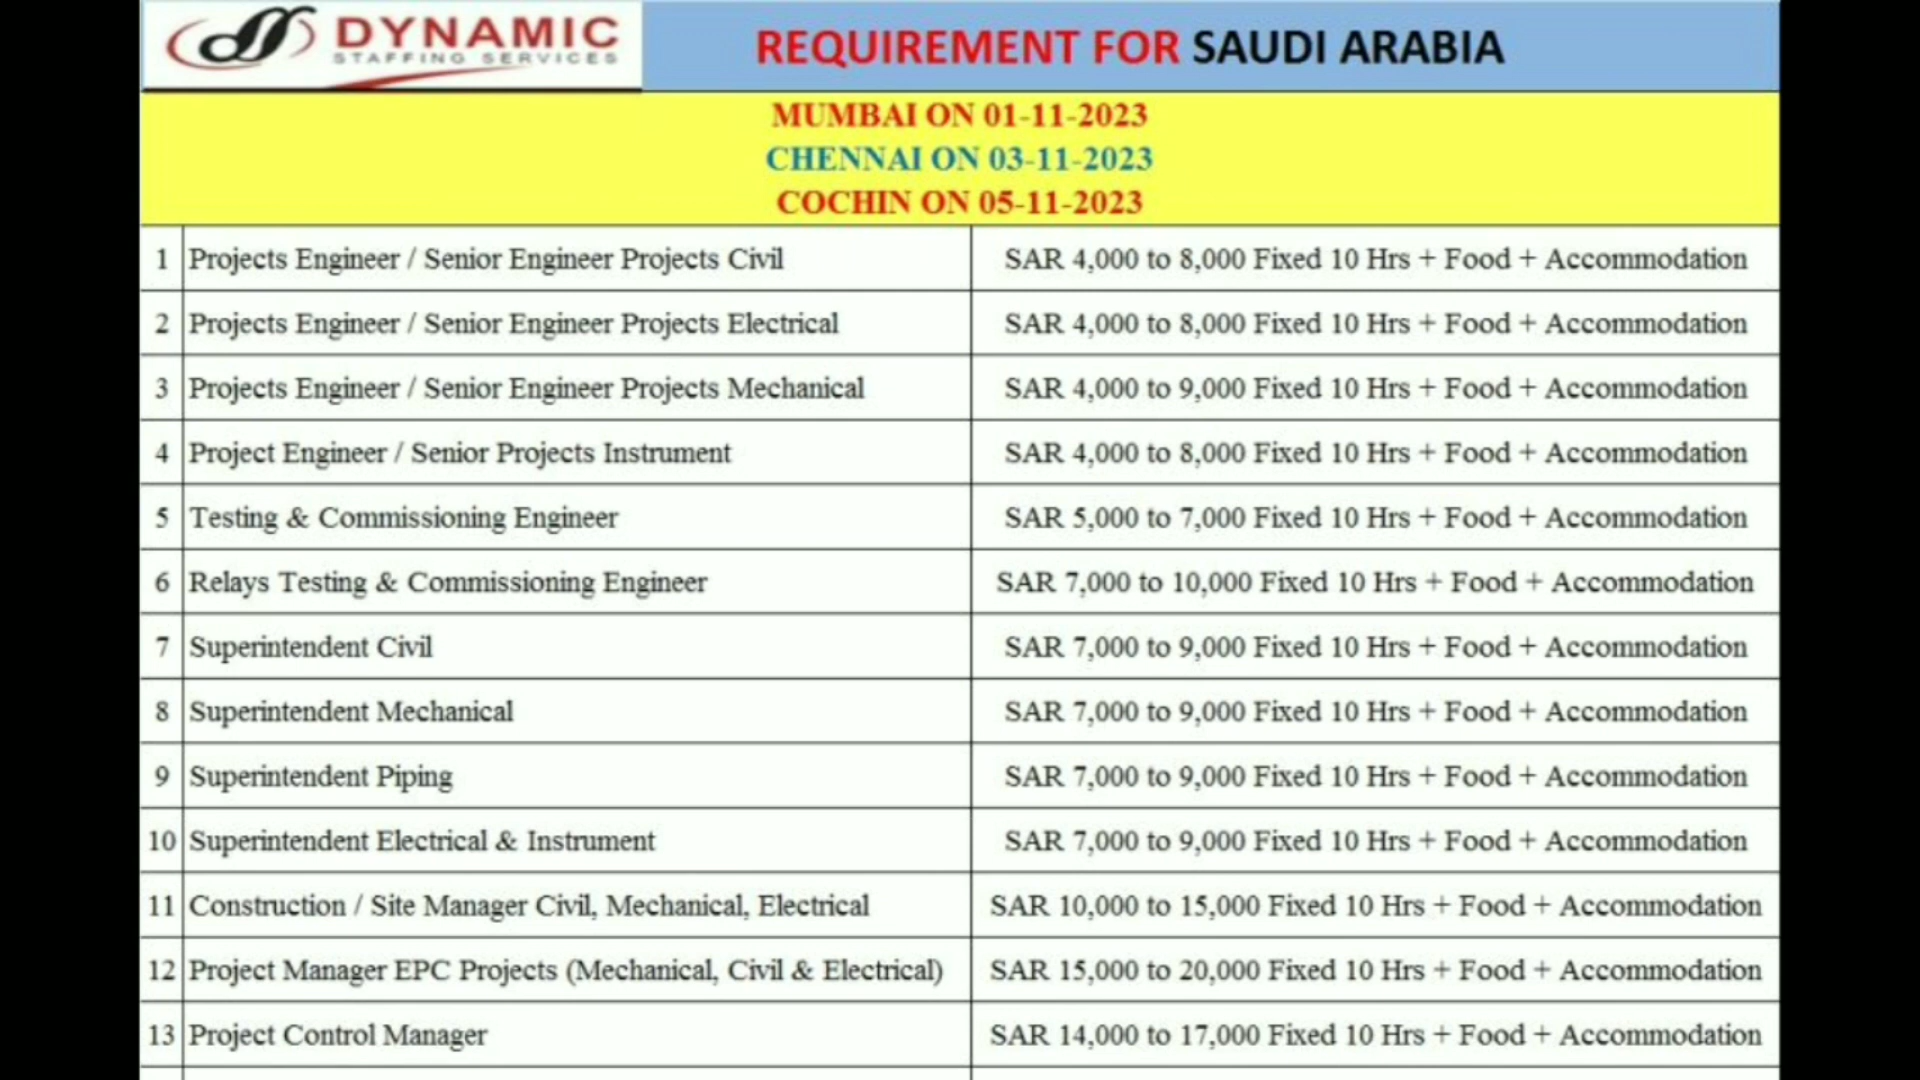 DYNAMIC
STAFFING SERVICES
REQUIREMENT FOR SAUDI ARABIA
MUMBAI ON 01-11-2023
CHENNAI ON 03-11-2023
COCHIN ON 05-11-2023
1 Projects Engineer / Senior Engineer Projects Civil SAR 4,000 to 8,000 Fixed 10 Hrs + Food + Accommodation
2 Projects Engineer / Senior Engineer Projects Electrical SAR 4,000 to 8,000 Fixed 10 Hrs + Food + Accommodation
3 Projects Engineer / Senior Engineer Projects Mechanical SAR 4,000 to 9,000 Fixed 10 Hrs + Food + Accommodation
4 Project Engineer / Senior Projects Instrument SAR 4,000 to 8,000 Fixed 10 Hrs + Food + Accommodation
5 Testing & Commissioning Engineer SAR 5,000 to 7,000 Fixed 10 Hrs + Food + Accommodation
6 Relays Testing & Commissioning Engineer SAR 7,000 to 10,000 Fixed 10 Hrs + Food + Accommodation
7 Superintendent Civil SAR 7,000 to 9,000 Fixed 10 Hrs + Food + Accommodation
8 Superintendent Mechanical SAR 7,000 to 9,000 Fixed 10 Hrs + Food + Accommodation
9 Superintendent Piping SAR 7,000 to 9,000 Fixed 10 Hrs + Food + Accommodation
10 Superintendent Electrical & Instrument SAR 7,000 to 9,000 Fixed 10 Hrs + Food + Accommodation
11 Construction / Site Manager Civil, Mechanical, Electrical SAR 10,000 to 15,000 Fixed 10 Hrs + Food + Accommodation
12 Project Manager EPC Projects (Mechanical, Civil & Electrical) SAR 15,000 to 20,000 Fixed 10 Hrs + Food + Accommodation
13 Project Control Manager SAR 14,000 to 17,000 Fixed 10 Hrs + Food + Accommodation